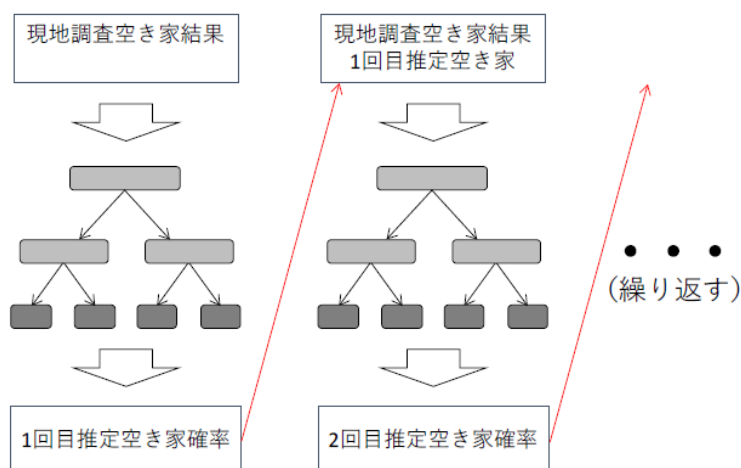 現地調査空き家結果
現地調査空き家結果
1回目推定空き家
・・・
(繰り返す)
1回目推定空き家確率
2回目推定空き家確率